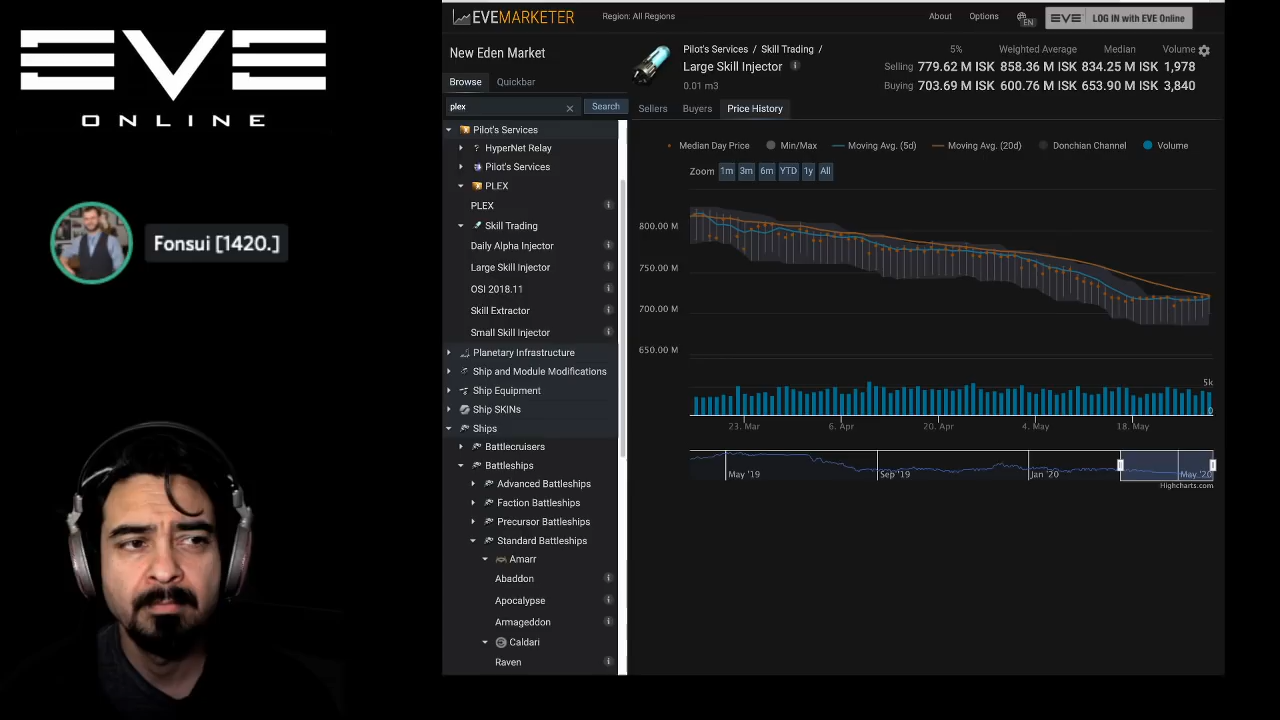 EVE
ONLINE
Fonsui [1420.]
EVEMARKETER
Region: All Regions
About
Options
EN
EVE
LOG IN with EVE Online
New Eden Market
Browse
Quickbar
plex
Search
Pilot's Services
HyperNet Relay
Pilot's Services
PLEX
PLEX
Skill Trading
Daily Alpha Injector
Large Skill Injector
OSI 2018.11
Skill Extractor
Small Skill Injector
Planetary Infrastructure
Ship and Module Modifications
Ship Equipment
Ship SKINs
Ships
Battlecruisers
Battleships
Advanced Battleships
Faction Battleships
Precursor Battleships
Standard Battleships
Amarr
Abaddon
Apocalypse
Armageddon
Caldari
Raven
Pilot's Services / Skill Trading /
Large Skill Injector
0.01 m3
5% Weighted Average Median Volume
Selling 779.62 M ISK 858.36 M ISK 834.25 M ISK 1,978
Buying 703.69 M ISK 600.76 M ISK 653.90 M ISK 3,840
Sellers Buyers Price History
Median Day Price Min/Max Moving Avg. (5d) Moving Avg. (20d) Donchian Channel Volume
Zoom 1m 3m 6m YTD 1y All
800.00 M
750.00 M
700.00 M
650.00 M
5k
0
23. Mar 6. Apr 20. Apr 4. May 18. May
May '19 Sep '19 Jan '20 May '20
Highcharts.com